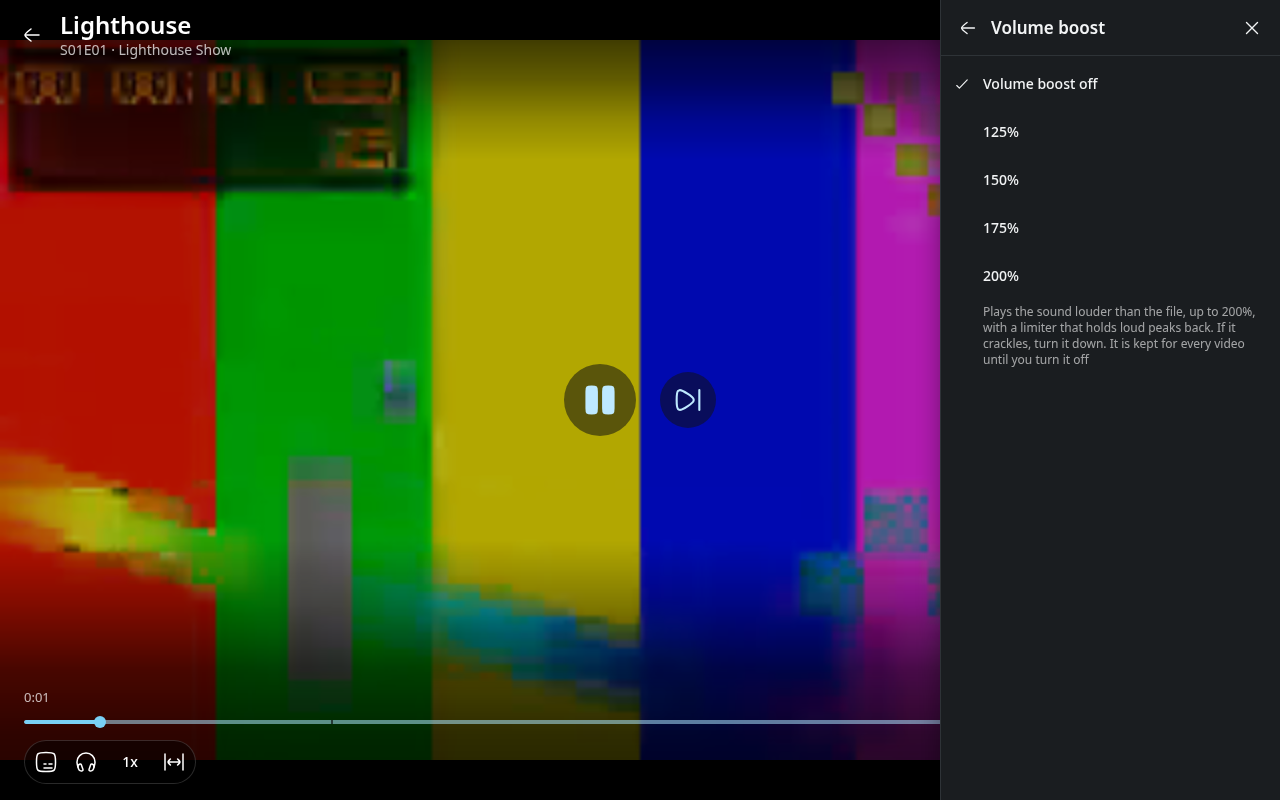 Lighthouse
S01E01 · Lighthouse Show
Volume boost
Volume boost off
125%
150%
175%
200%
Plays the sound louder than the file, up to 200%,
with a limiter that holds loud peaks back. If it
crackles, turn it down. It is kept for every video
until you turn it off
0:01
1x